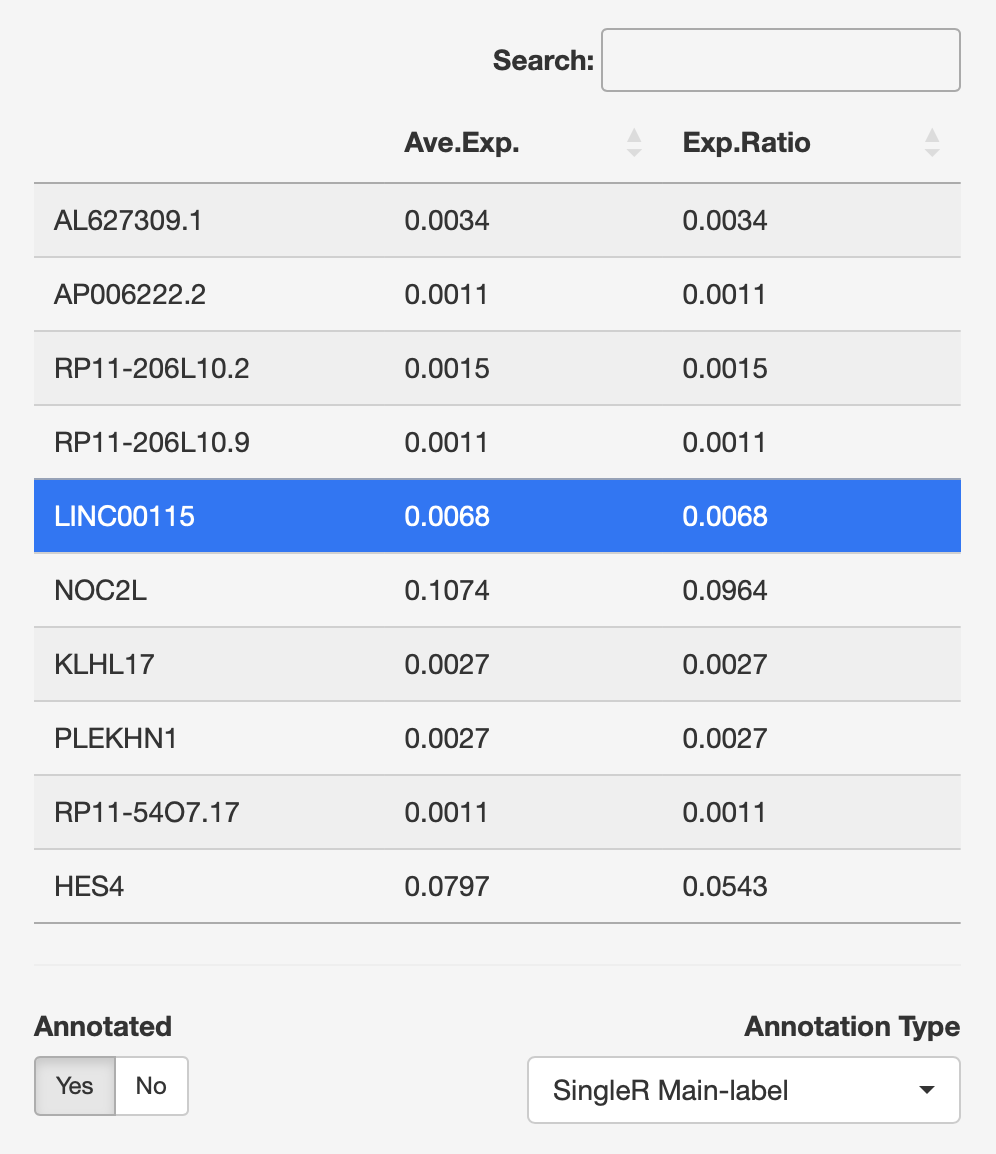 Search:
Ave.Exp. Exp.Ratio
AL627309.1 0.0034 0.0034
AP006222.2 0.0011 0.0011
RP11-206L10.2 0.0015 0.0015
RP11-206L10.9 0.0011 0.0011
LINC00115 0.0068 0.0068
NOC2L 0.1074 0.0964
KLHL17 0.0027 0.0027
PLEKHN1 0.0027 0.0027
RP11-54O7.17 0.0011 0.0011
HES4 0.0797 0.0543
Annotated Annotation Type
Yes No SingleR Main-label